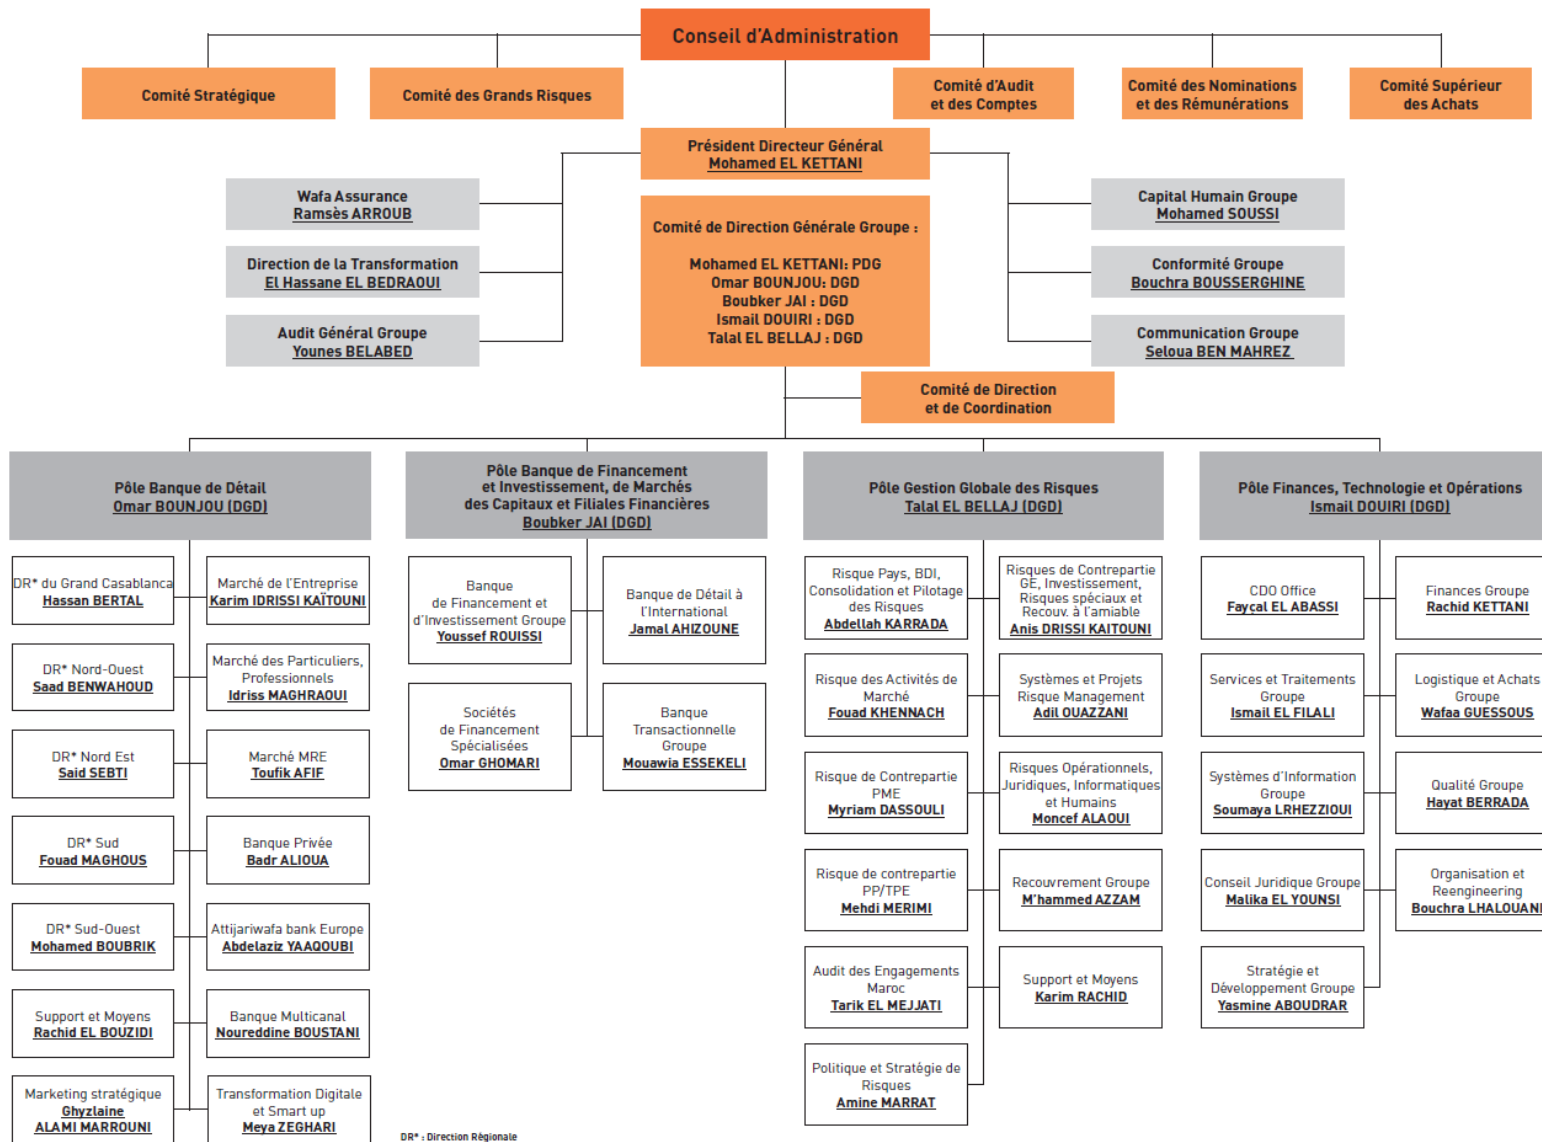 Conseil d'Administration
Comité Stratégique
Comité des Grands Risques
Comité d'Audit
et des Comptes
Comité des Nominations
et des Rémunérations
Comité Supérieur
des Achats
Président Directeur Général
Mohamed EL KETTANI
Wafa Assurance
Ramsès ARROUB
Direction de la Transformation
El Hassane EL BEDRAOUI
Audit Général Groupe
Younes BELABED
Comité de Direction Générale Groupe :
Mohamed EL KETTANI: PDG
Omar BOUNJOU: DGD
Boubker JAI : DGD
Ismail DOUIRI : DGD
Talal EL BELLAJ : DGD
Capital Humain Groupe
Mohamed SOUSSI
Conformité Groupe
Bouchra BOUSSERGHINE
Communication Groupe
Seloua BEN MAHREZ
Comité de Direction
et de Coordination
Pôle Banque de Détail
Omar BOUNJOU (DGD)
DR* du Grand Casablanca
Hassan BERTAL
Marché de l'Entreprise
Karim IDRISSI KAÏTOUNI
DR* Nord-Ouest
Saad BENWAHOUD
Marché des Particuliers,
Professionnels
Idriss MAGHRAOUI
DR* Nord Est
Said SEBTI
Marché MRE
Toufik AFIF
DR* Sud
Fouad MAGHOUS
Banque Privée
Badr ALIOUA
DR* Sud-Ouest
Mohamed BOUBRIK
Attijariwafa bank Europe
Abdelaziz YAAQOUBI
Support et Moyens
Rachid EL BOUZIDI
Banque Multicanal
Noureddine BOUSTANI
Marketing stratégique
Ghyzlaine
ALAMI MARROUNI
Transformation Digitale
et Smart up
Meya ZEGHARI
Pôle Banque de Financement
et Investissement, de Marchés
des Capitaux et Filiales Financières
Boubker JAI (DGD)
Banque
de Financement et
d'Investissement Groupe
Youssef ROUISSI
Banque de Détail à
l'International
Jamal AHIZOUNE
Sociétés
de Financement
Spécialisées
Omar GHOMARI
Banque
Transactionnelle
Groupe
Mouawia ESSEKELI
Pôle Gestion Globale des Risques
Talal EL BELLAJ (DGD)
Risque Pays, BDI,
Consolidation et Pilotage
des Risques
Abdellah KARRADA
Risques de Contrepartie
GE, Investissement,
Risques spéciaux et
Recouv. à l'amiable
Anis DRISSI KAITOUNI
Risque des Activités de
Marché
Fouad KHENNACH
Systèmes et Projets
Risk Management
Adil OUAZZANI
Risque de Contrepartie
PME
Myriam DASSOULI
Risques Opérationnels,
Juridiques, Informatiques
et Humains
Moncef ALAOUI
Risque de contrepartie
PP/TPE
Mehdi MERIMI
Recouvrement Groupe
M'hammed AZZAM
Audit des Engagements
Maroc
Tarik EL MEJJATI
Support et Moyens
Karim RACHID
Politique et Stratégie de
Risques
Amine MARRAT
Pôle Finances, Technologie et Opérations
Ismail DOUIRI (DGD)
CDO Office
Fayçal EL ABASSI
Finances Groupe
Rachid KETTANI
Services et Traitements
Groupe
Ismail EL FILALI
Logistique et Achats
Groupe
Wafaa GUESSOUS
Systèmes d'Information
Groupe
Soumaya LRHEZZIOUI
Qualité Groupe
Hayat BERRADA
Conseil Juridique Groupe
Malika EL YOUNSI
Organisation et
Reengineering
Bouchra LHALOUANI
Stratégie et
Développement Groupe
Yasmine ABOUDRAR
DR* : Direction Régionale